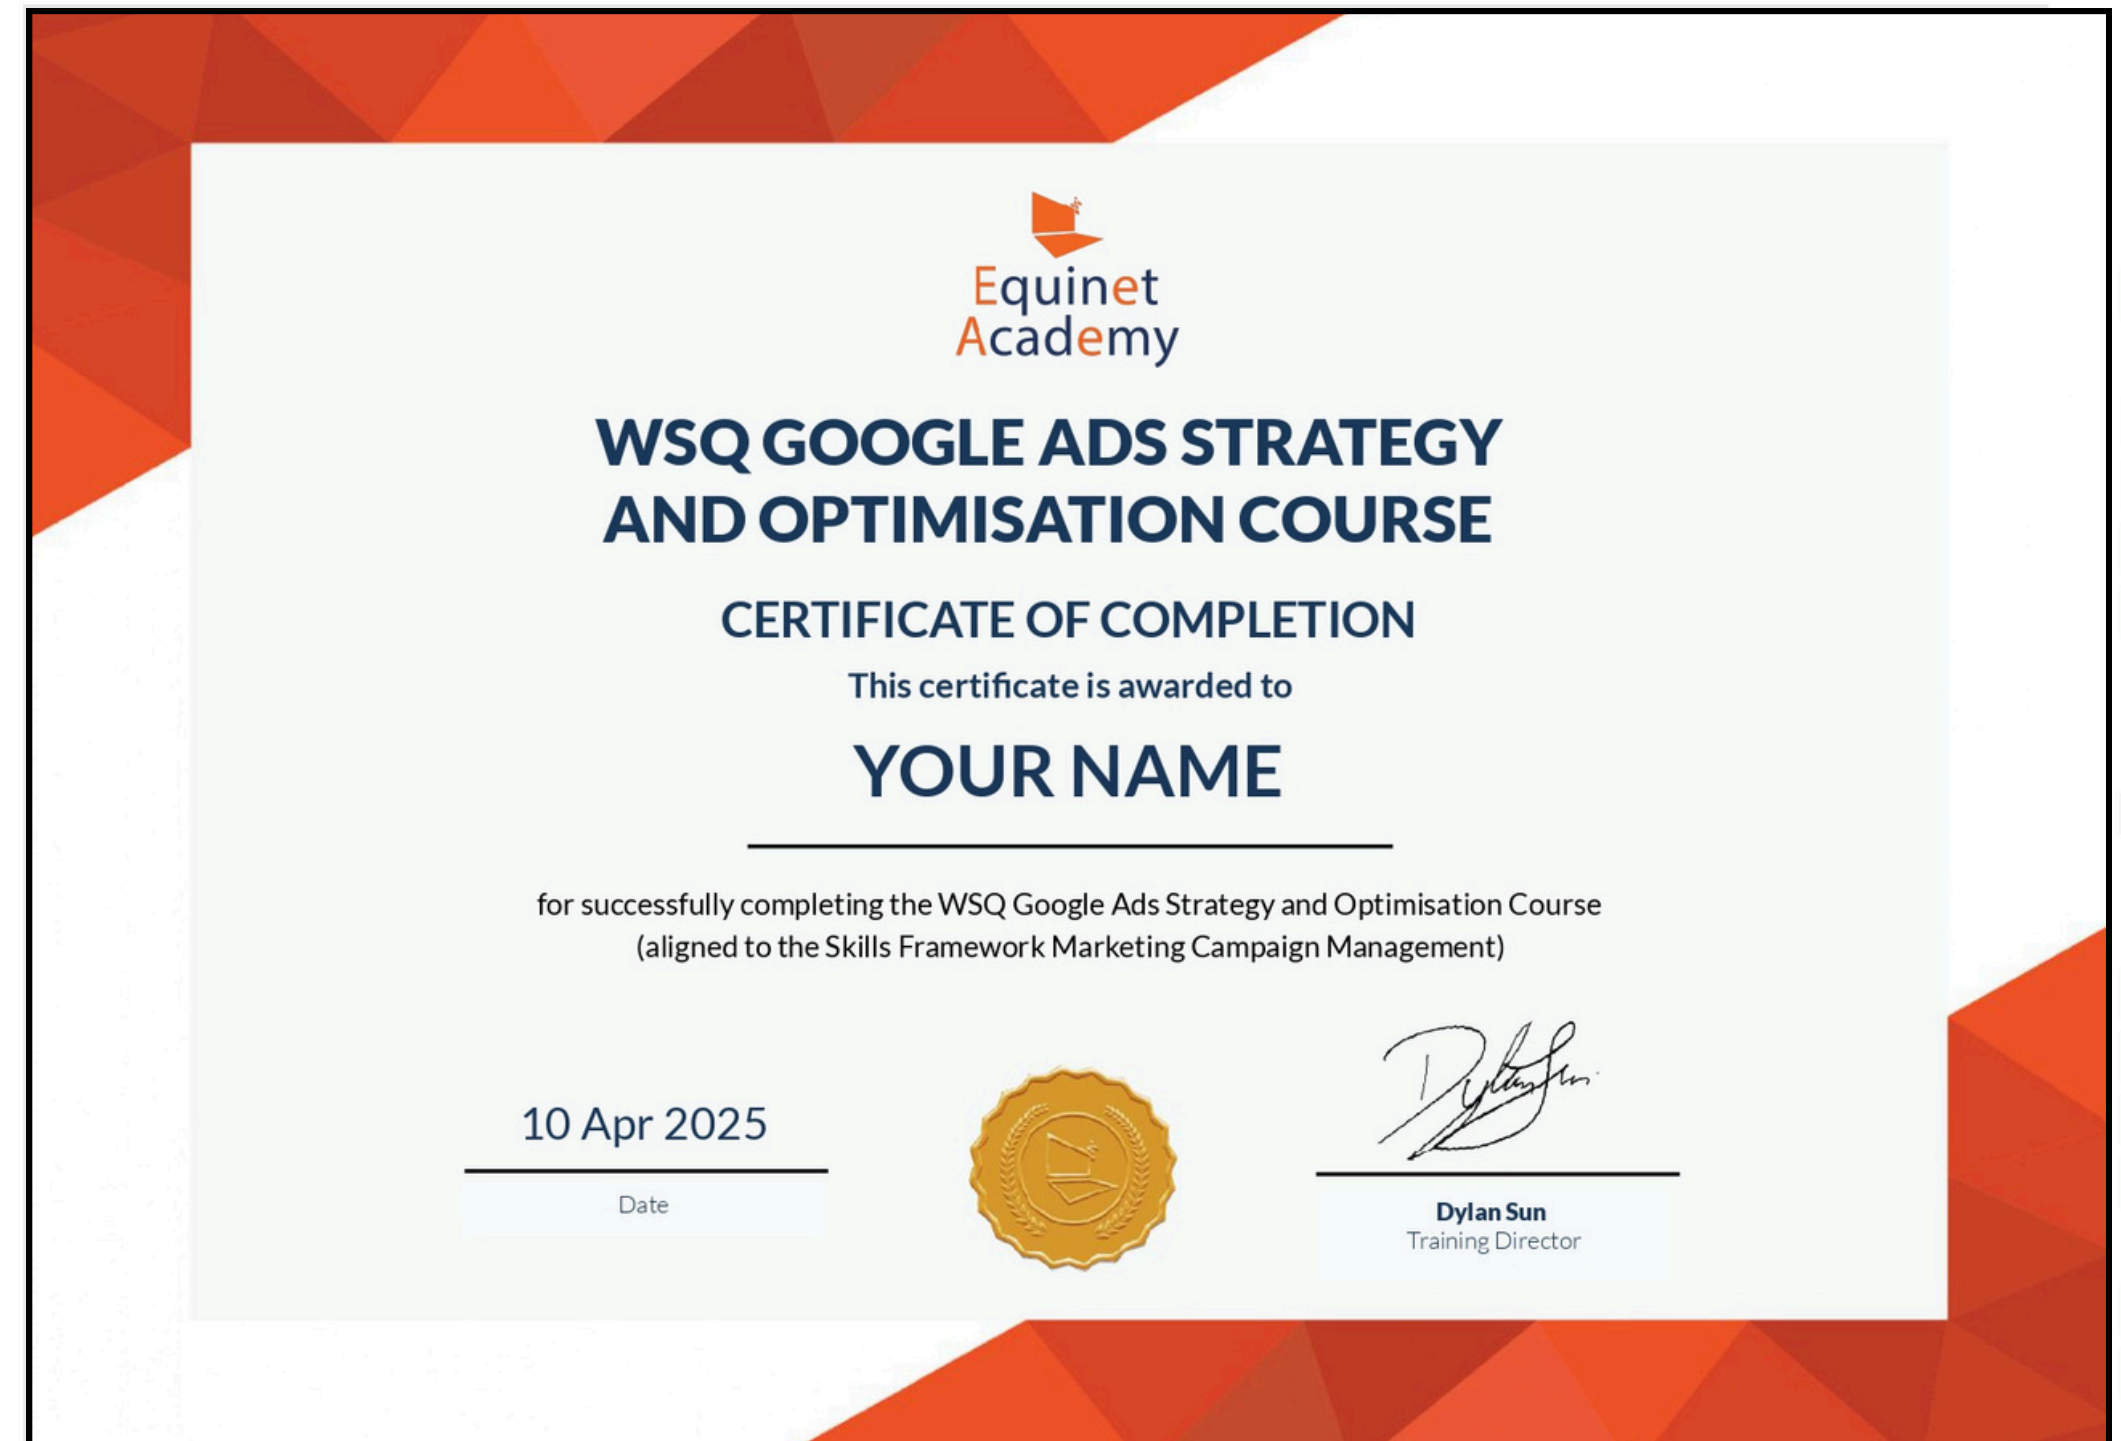 Equinet
Academy
WSQ GOOGLE ADS STRATEGY
AND OPTIMISATION COURSE
CERTIFICATE OF COMPLETION
This certificate is awarded to
YOUR NAME
for successfully completing the WSQ Google Ads Strategy and Optimisation Course
(aligned to the Skills Framework Marketing Campaign Management)
10 Apr 2025
Date
Dylan Sun
Dylan Sun
Training Director